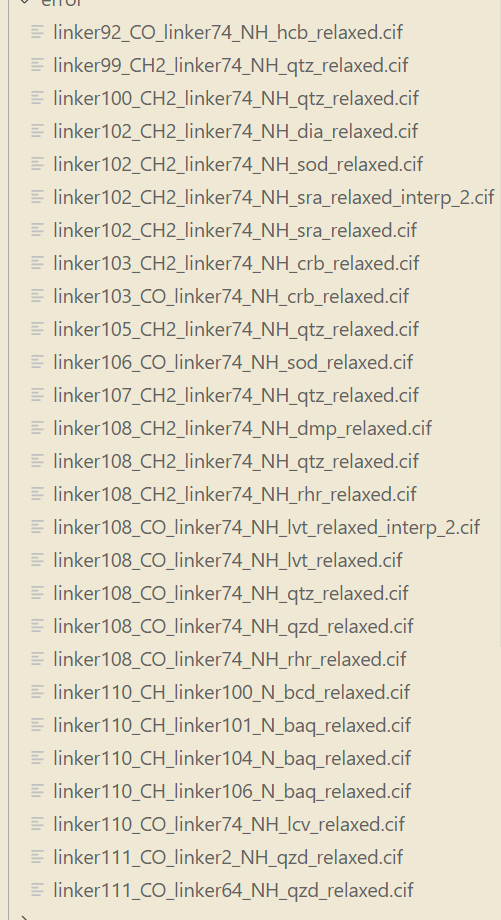 error
linker92_CO_linker74_NH_hcb_relaxed.cif
linker99_CH2_linker74_NH_qtz_relaxed.cif
linker100_CH2_linker74_NH_qtz_relaxed.cif
linker102_CH2_linker74_NH_dia_relaxed.cif
linker102_CH2_linker74_NH_sod_relaxed.cif
linker102_CH2_linker74_NH_sra_relaxed_interp_2.cif
linker102_CH2_linker74_NH_sra_relaxed.cif
linker103_CH2_linker74_NH_crb_relaxed.cif
linker103_CO_linker74_NH_crb_relaxed.cif
linker105_CH2_linker74_NH_qtz_relaxed.cif
linker106_CO_linker74_NH_sod_relaxed.cif
linker107_CH2_linker74_NH_qtz_relaxed.cif
linker108_CH2_linker74_NH_dmp_relaxed.cif
linker108_CH2_linker74_NH_qtz_relaxed.cif
linker108_CH2_linker74_NH_rhr_relaxed.cif
linker108_CO_linker74_NH_lvt_relaxed_interp_2.cif
linker108_CO_linker74_NH_lvt_relaxed.cif
linker108_CO_linker74_NH_qtz_relaxed.cif
linker108_CO_linker74_NH_qzd_relaxed.cif
linker108_CO_linker74_NH_rhr_relaxed.cif
linker110_CH_linker100_N_bcd_relaxed.cif
linker110_CH_linker101_N_baq_relaxed.cif
linker110_CH_linker104_N_baq_relaxed.cif
linker110_CH_linker106_N_baq_relaxed.cif
linker110_CO_linker74_NH_lcv_relaxed.cif
linker111_CO_linker2_NH_qzd_relaxed.cif
linker111_CO_linker64_NH_qzd_relaxed.cif